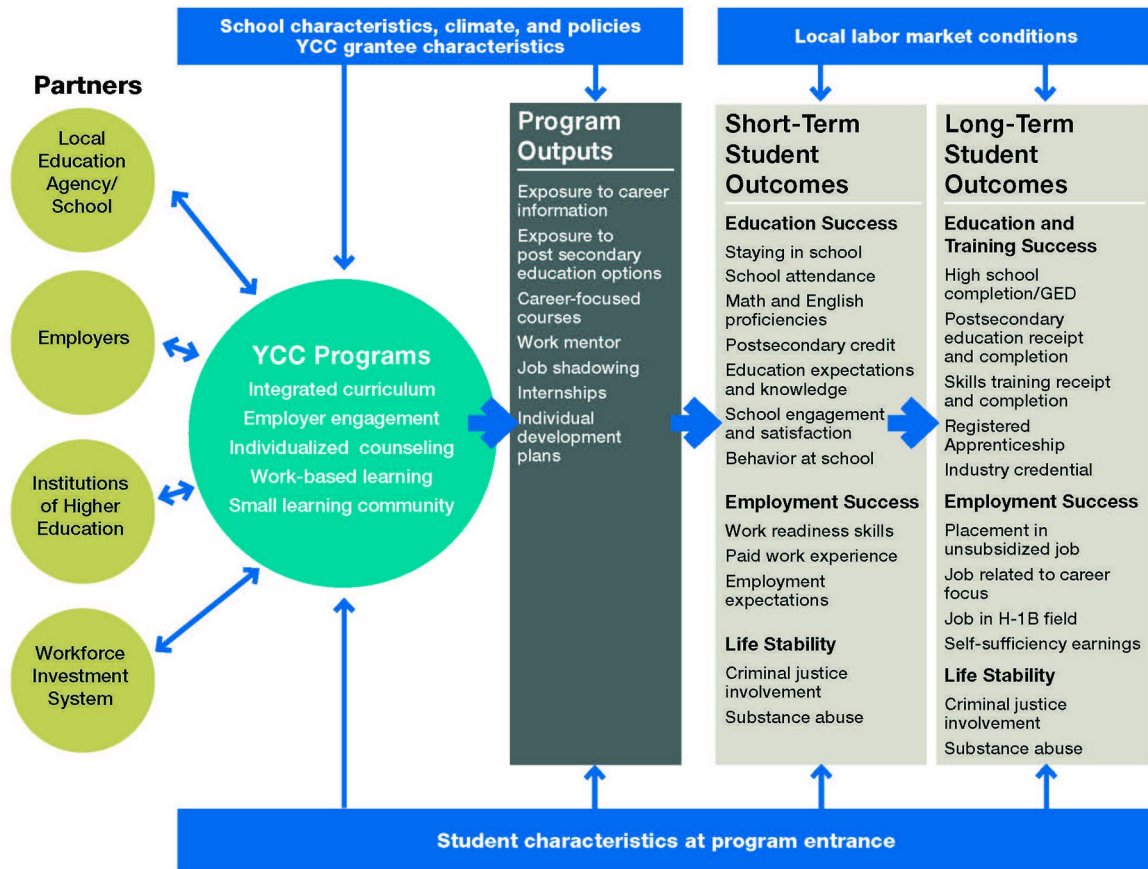 School characteristics, climate, and policies
YCC grantee characteristics
Local labor market conditions
Partners
Local
Education
Agency/
School
Employers
Institutions
of Higher
Education
Workforce
Investment
System
YCC Programs
Integrated curriculum
Employer engagement
Individualized counseling
Work-based learning
Small learning community
Program
Outputs
Exposure to career
information
Exposure to
post secondary
education options
Career-focused
courses
Work mentor
Job shadowing
Internships
Individual
development
plans
Short-Term
Student
Outcomes
Education Success
Staying in school
School attendance
Math and English
proficiencies
Postsecondary credit
Education expectations
and knowledge
School engagement
and satisfaction
Behavior at school
Employment Success
Work readiness skills
Paid work experience
Employment
expectations
Life Stability
Criminal justice
involvement
Substance abuse
Long-Term
Student
Outcomes
Education and
Training Success
High school
completion/GED
Postsecondary
education receipt
and completion
Skills training receipt
and completion
Registered
Apprenticeship
Industry credential
Employment Success
Placement in
unsubsidized job
Job related to career
focus
Job in H-1B field
Self-sufficiency earnings
Life Stability
Criminal justice
involvement
Substance abuse
Student characteristics at program entrance